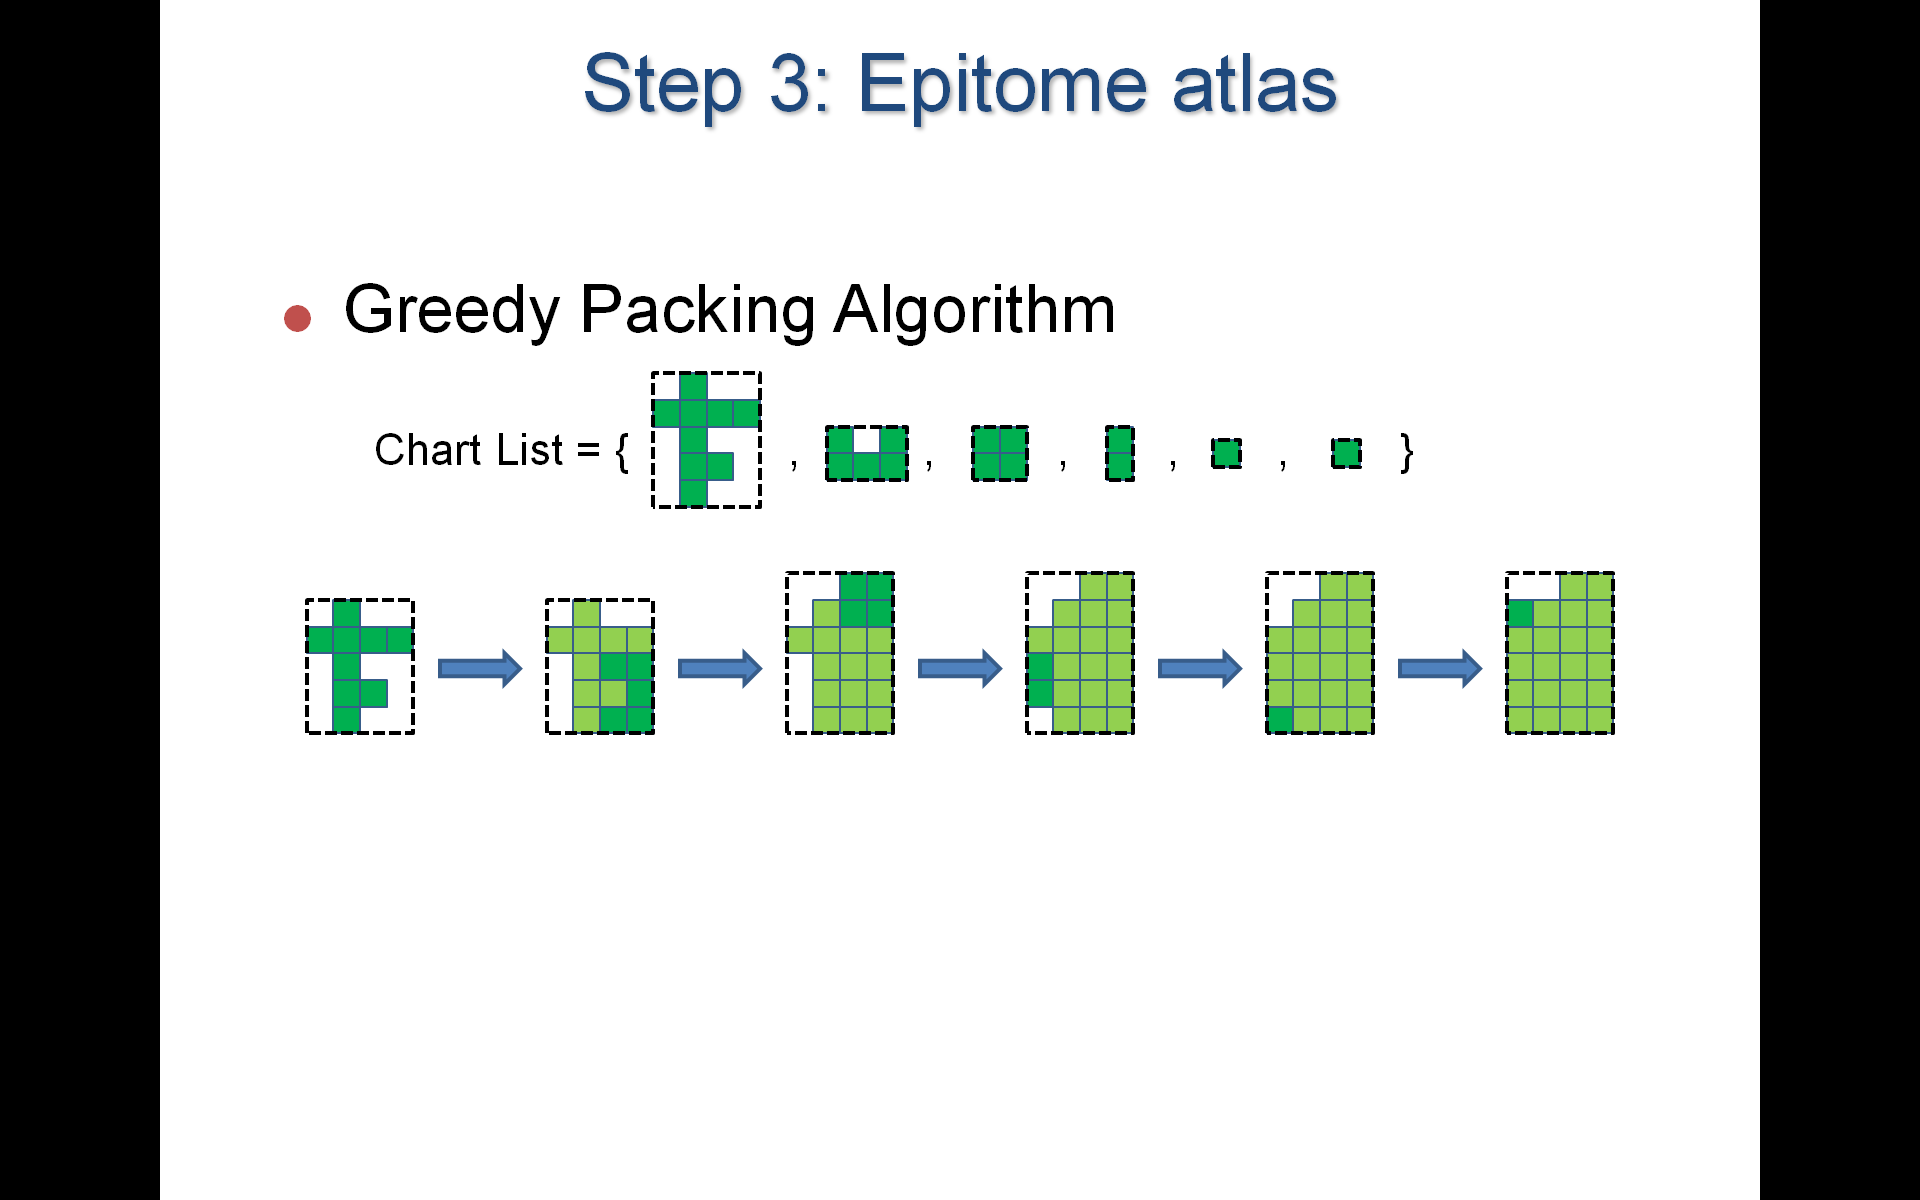 Step 3: Epitome atlas
• Greedy Packing Algorithm
Chart List = { , , , , , }